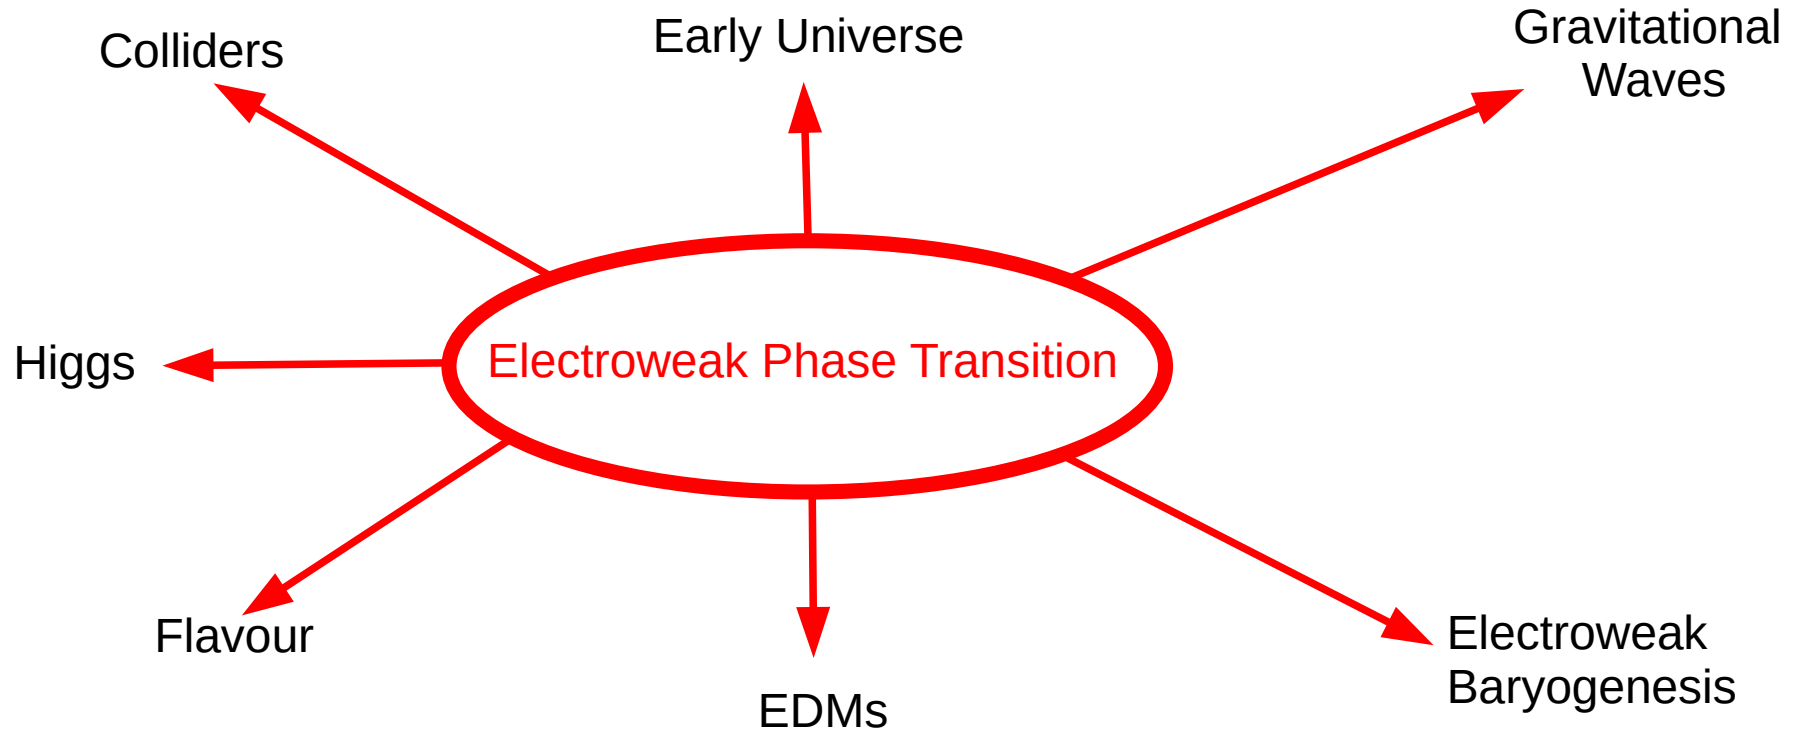 Colliders
Early Universe
Gravitational
Waves
Higgs
Electroweak Phase Transition
Flavour
EDMs
Electroweak
Baryogenesis